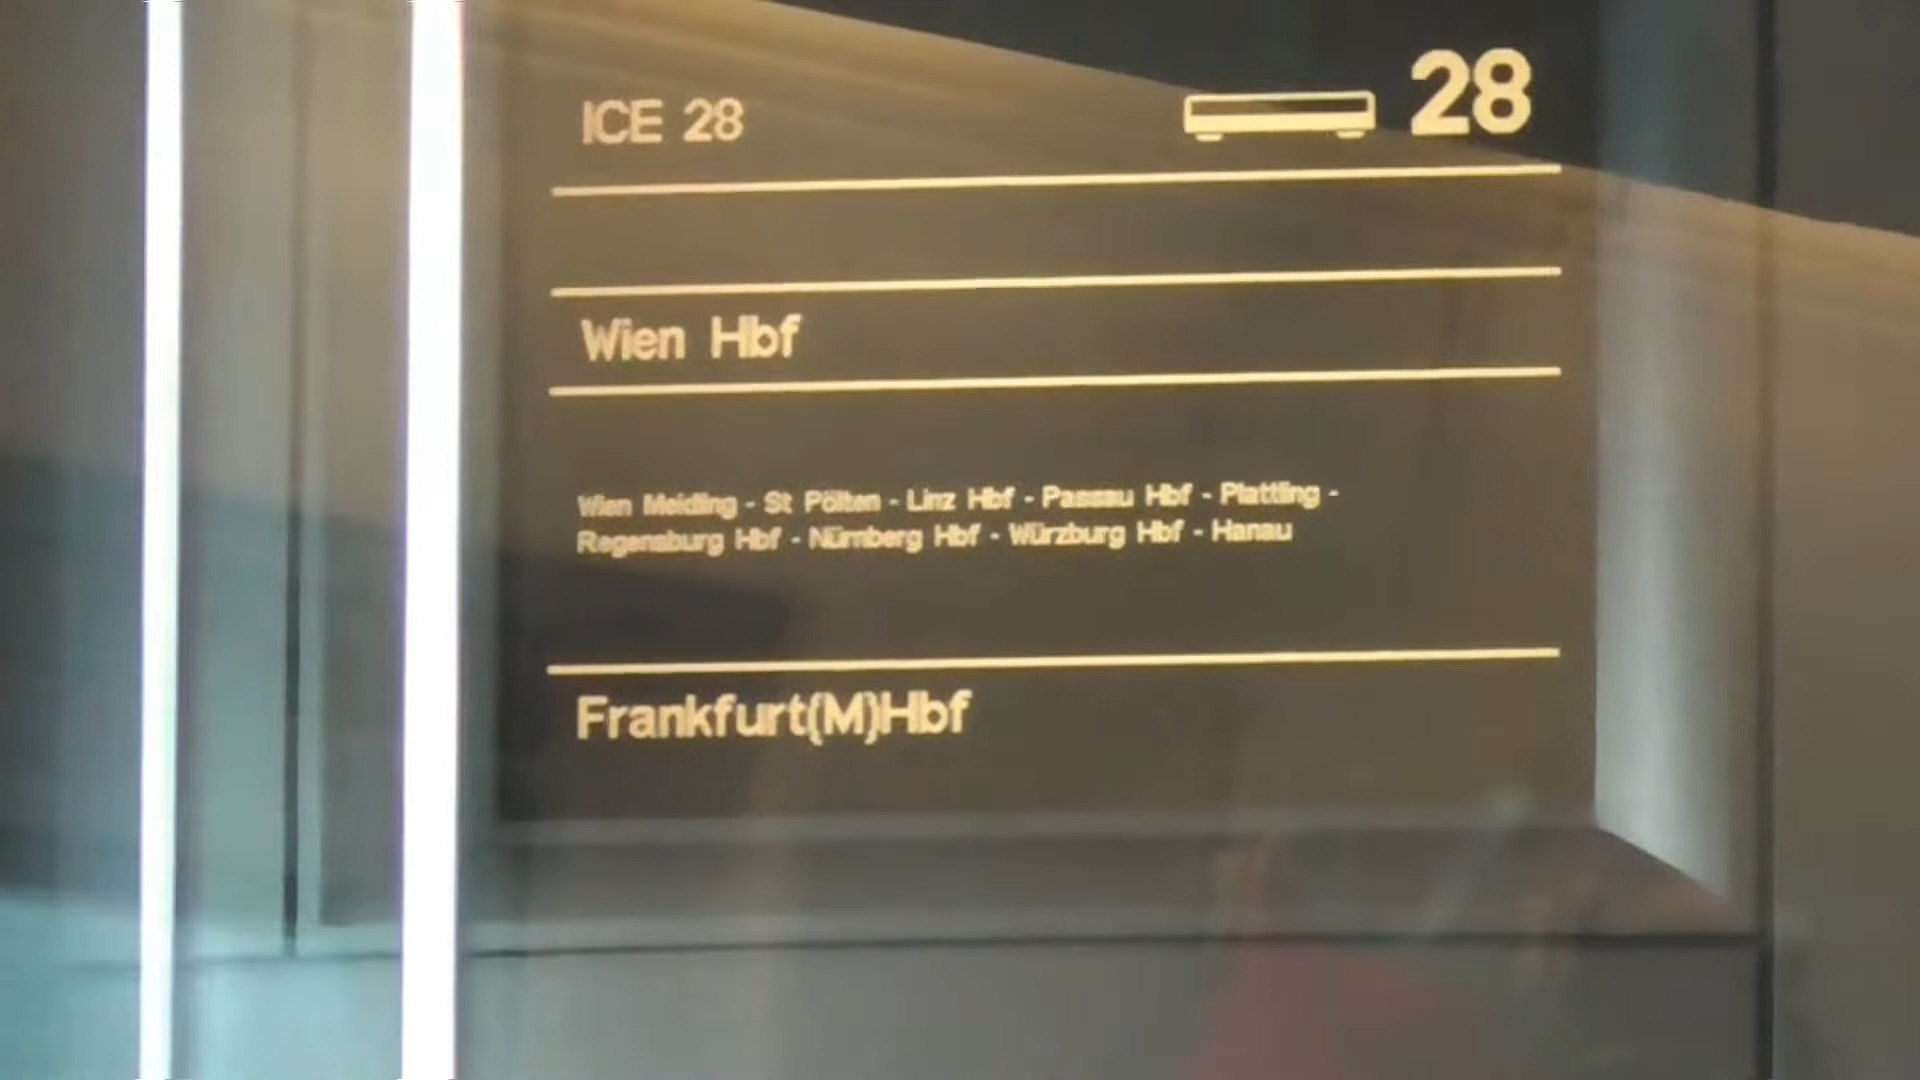 ICE 28
28
Wien Hbf
Wien Meidling - St Pölten - Linz Hbf - Passau Hbf - Plattling -
Regensburg Hbf - Nürnberg Hbf - Würzburg Hbf - Hanau
Frankfurt(M)Hbf